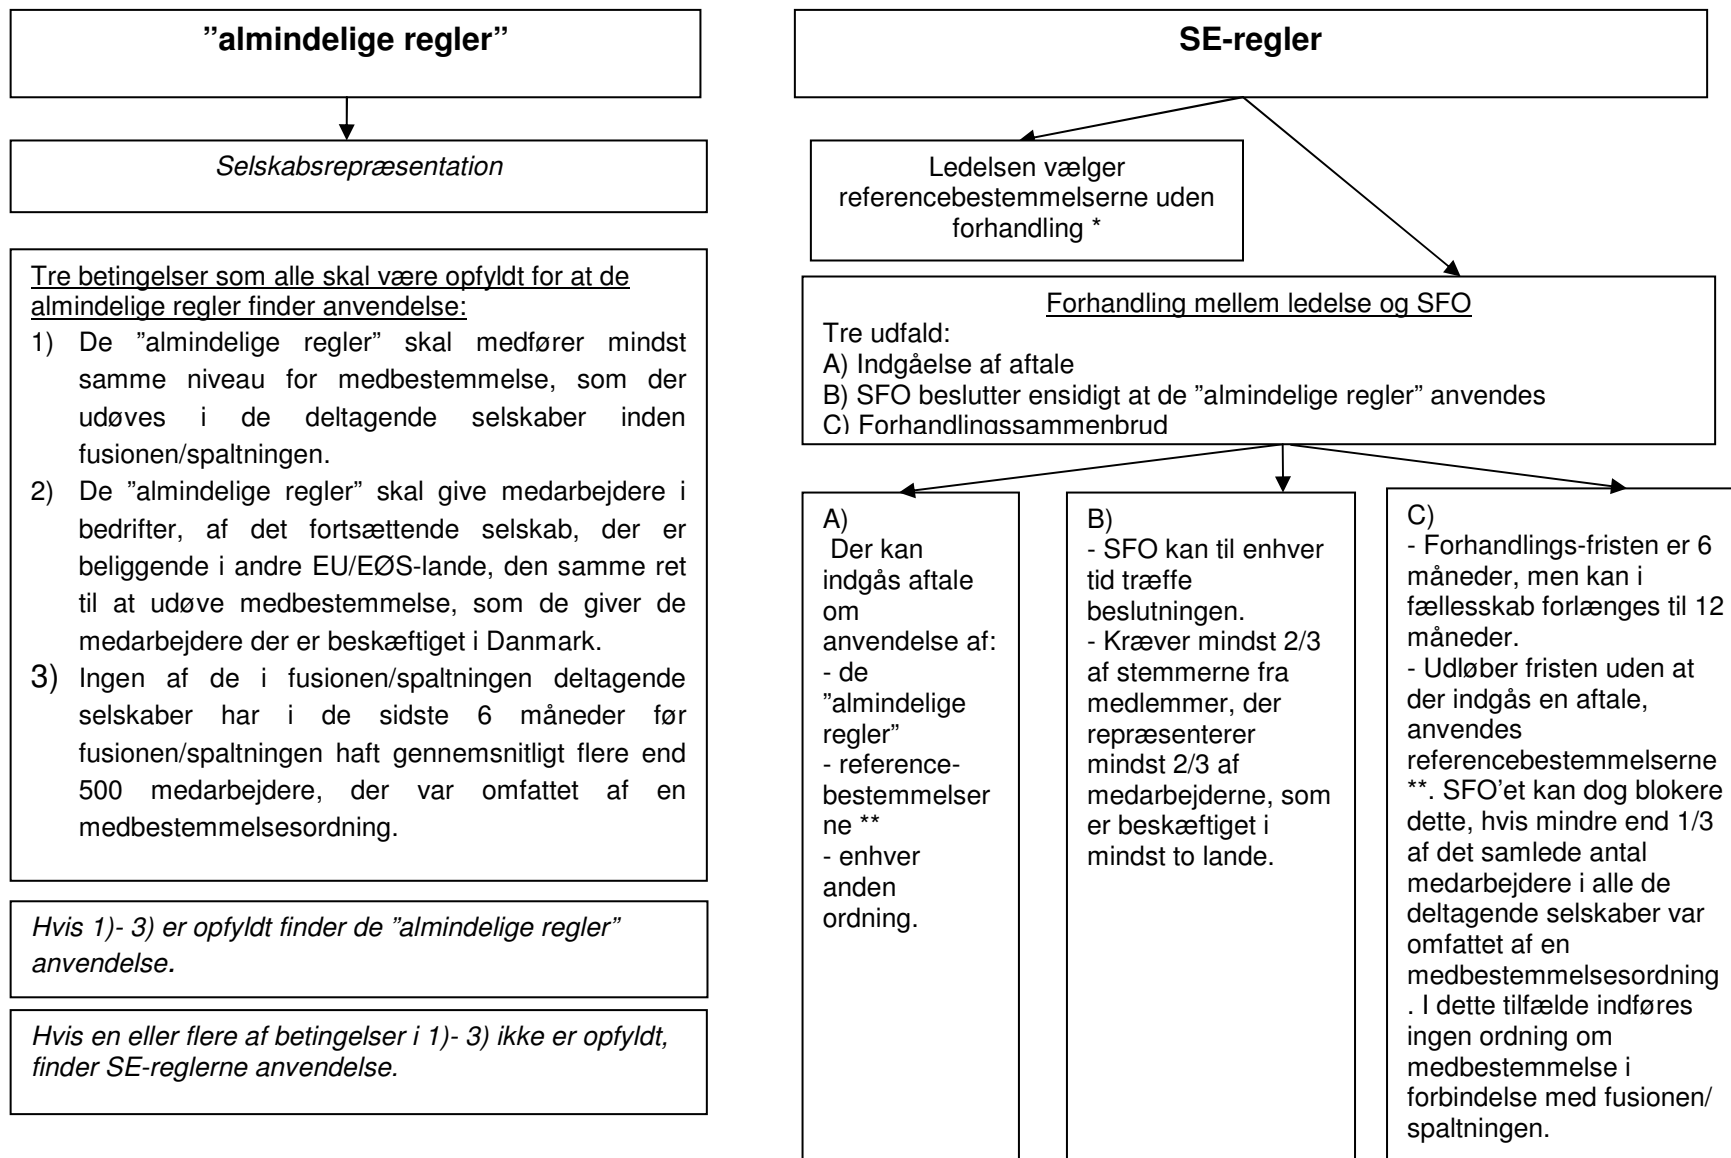 ”almindelige regler”
Selskabsrepræsentation
Tre betingelser som alle skal være opfyldt for at de
almindelige regler finder anvendelse:
1) De ”almindelige regler” skal medfører mindst
samme niveau for medbestemmelse, som der
udøves i de deltagende selskaber inden
fusionen/spaltningen.
2) De ”almindelige regler” skal give medarbejdere i
bedrifter, af det fortsættende selskab, der er
beliggende i andre EU/EØS-lande, den samme ret
til at udøve medbestemmelse, som de giver de
medarbejdere der er beskæftiget i Danmark.
3) Ingen af de i fusionen/spaltningen deltagende
selskaber har i de sidste 6 måneder før
fusionen/spaltningen haft gennemsnitligt flere end
500 medarbejdere, der var omfattet af en
medbestemmelsesordning.
Hvis 1)- 3) er opfyldt finder de ”almindelige regler”
anvendelse.
Hvis en eller flere af betingelser i 1)- 3) ikke er opfyldt,
finder SE-reglerne anvendelse.
SE-regler
Ledelsen vælger
referencebestemmelserne uden
forhandling *
Forhandling mellem ledelse og SFO
Tre udfald:
A) Indgåelse af aftale
B) SFO beslutter ensidigt at de ”almindelige regler” anvendes
C) Forhandlingssammenbrud
A)
Der kan
indgås aftale
om
anvendelse af:
- de
”almindelige
regler”
- reference-
bestemmelser
ne **
- enhver
anden
ordning.
B)
- SFO kan til enhver
tid træffe
beslutningen.
- Kræver mindst 2/3
af stemmerne fra
medlemmer, der
repræsenterer
mindst 2/3 af
medarbejderne, som
er beskæftiget i
mindst to lande.
C)
- Forhandlings-fristen er 6
måneder, men kan i
fællesskab forlænges til 12
måneder.
- Udløber fristen uden at
der indgås en aftale,
anvendes
referencebestemmelserne
**. SFO’et kan dog blokere
dette, hvis mindre end 1/3
af det samlede antal
medarbejdere i alle de
deltagende selskaber var
omfattet af en
medbestemmelsesordning
. I dette tilfælde indføres
ingen ordning om
medbestemmelse i
forbindelse med fusionen/
spaltningen.